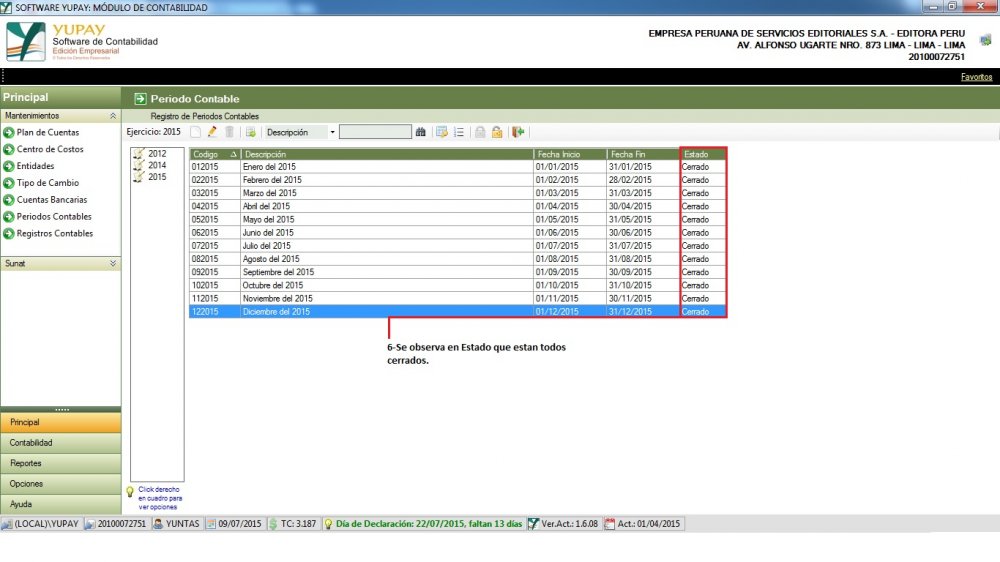 SOFTWARE YUPAY: MÓDULO DE CONTABILIDAD
YUPAY
Software de Contabilidad
Edición Empresarial
© Todos los Derechos Reservados
EMPRESA PERUANA DE SERVICIOS EDITORIALES S.A. - EDITORA PERU
AV. ALFONSO UGARTE NRO. 873 LIMA - LIMA - LIMA
20100072751
Favoritos
Principal
Mantenimientos
Plan de Cuentas
Centro de Costos
Entidades
Tipo de Cambio
Cuentas Bancarias
Periodos Contables
Registros Contables
Sunat
Principal
Contabilidad
Reportes
Opciones
Ayuda
Periodo Contable
Registro de Periodos Contables
Ejercicio: 2015 Descripción
2012
2014
2015
Click derecho
en cuadro para
ver opciones
Codigo Descripción Fecha Inicio Fecha Fin Estado
012015 Enero del 2015 01/01/2015 31/01/2015 Cerrado
022015 Febrero del 2015 01/02/2015 28/02/2015 Cerrado
032015 Marzo del 2015 01/03/2015 31/03/2015 Cerrado
042015 Abril del 2015 01/04/2015 30/04/2015 Cerrado
052015 Mayo del 2015 01/05/2015 31/05/2015 Cerrado
062015 Junio del 2015 01/06/2015 30/06/2015 Cerrado
072015 Julio del 2015 01/07/2015 31/07/2015 Cerrado
082015 Agosto del 2015 01/08/2015 31/08/2015 Cerrado
092015 Septiembre del 2015 01/09/2015 30/09/2015 Cerrado
102015 Octubre del 2015 01/10/2015 31/10/2015 Cerrado
112015 Noviembre del 2015 01/11/2015 30/11/2015 Cerrado
122015 Diciembre del 2015 01/12/2015 31/12/2015 Cerrado
6-Se observa en Estado que estan todos
cerrados.
(LOCAL)\YUPAY 20100072751 YUNTAS 09/07/2015 TC: 3.187 Día de Declaración: 22/07/2015, faltan 13 días Ver.Act.: 1.6.08 Act.: 01/04/2015